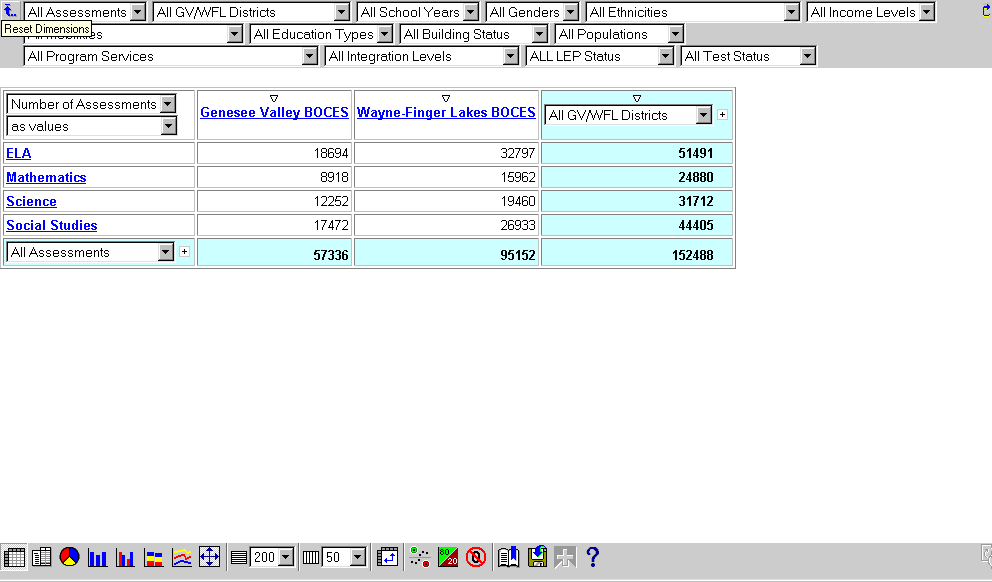 All Assessments All GV/WFL Districts All School Years All Genders All Ethnicities All Income Levels
Reset Dimensions All Education Types All Building Status All Populations
All Program Services All Integration Levels ALL LEP Status All Test Status
Number of Assessments Genesee Valley BOCES Wayne-Finger Lakes BOCES All GV/WFL Districts +
as values
ELA 18694 32797 51491
Mathematics 8918 15962 24880
Science 12252 19460 31712
Social Studies 17472 26933 44405
All Assessments + 57336 95152 152488
200 50 80 20 ?